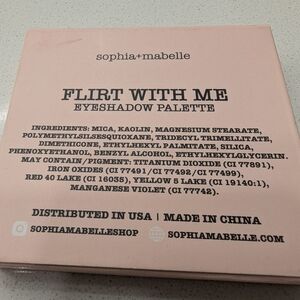 sophia+mabelle
FLIRT WITH ME
EYESHADOW PALETTE
INGREDIENTS: MICA, KAOLIN, MAGNESIUM STEARATE,
POLYMETHYLSILSESQUIOXANE, TRIDECYL TRIMELLITATE,
DIMETHICONE, ETHYLHEXYL PALMITATE, SILICA,
PHENOXYETHANOL, BENZYL ALCOHOL, ETHYLHEXYLGLYCERIN.
MAY CONTAIN/PIGMENT: TITANIUM DIOXIDE (CI 77891),
IRON OXIDES (CI 77491/CI 77492/CI 77499),
RED 40 LAKE (CI 16035), YELLOW 5 LAKE (CI 19140:1),
MANGANESE VIOLET (CI 77742).
DISTRIBUTED IN USA | MADE IN CHINA
SOPHIAMABELLESHOP SOPHIAMABELLE.COM